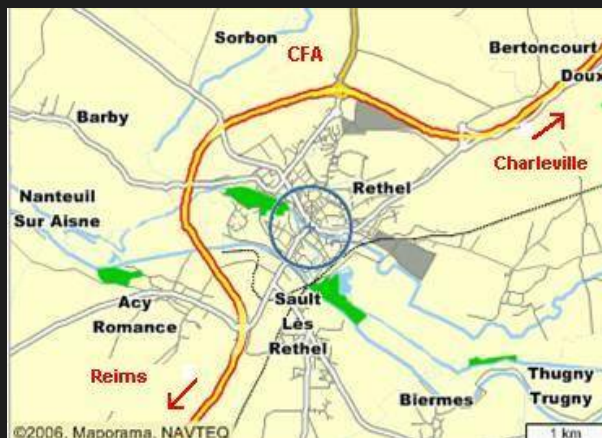 Sorbon
CFA
Bertoncourt
Doux
Barby
Charleville
Rethel
Nanteuil
Sur Aisne
Acy
Romance
Sault
Lès
Rethel
Reims
Biermes
Thugny
Trugny
©2006, Maporama, NAVTEQ
1 km